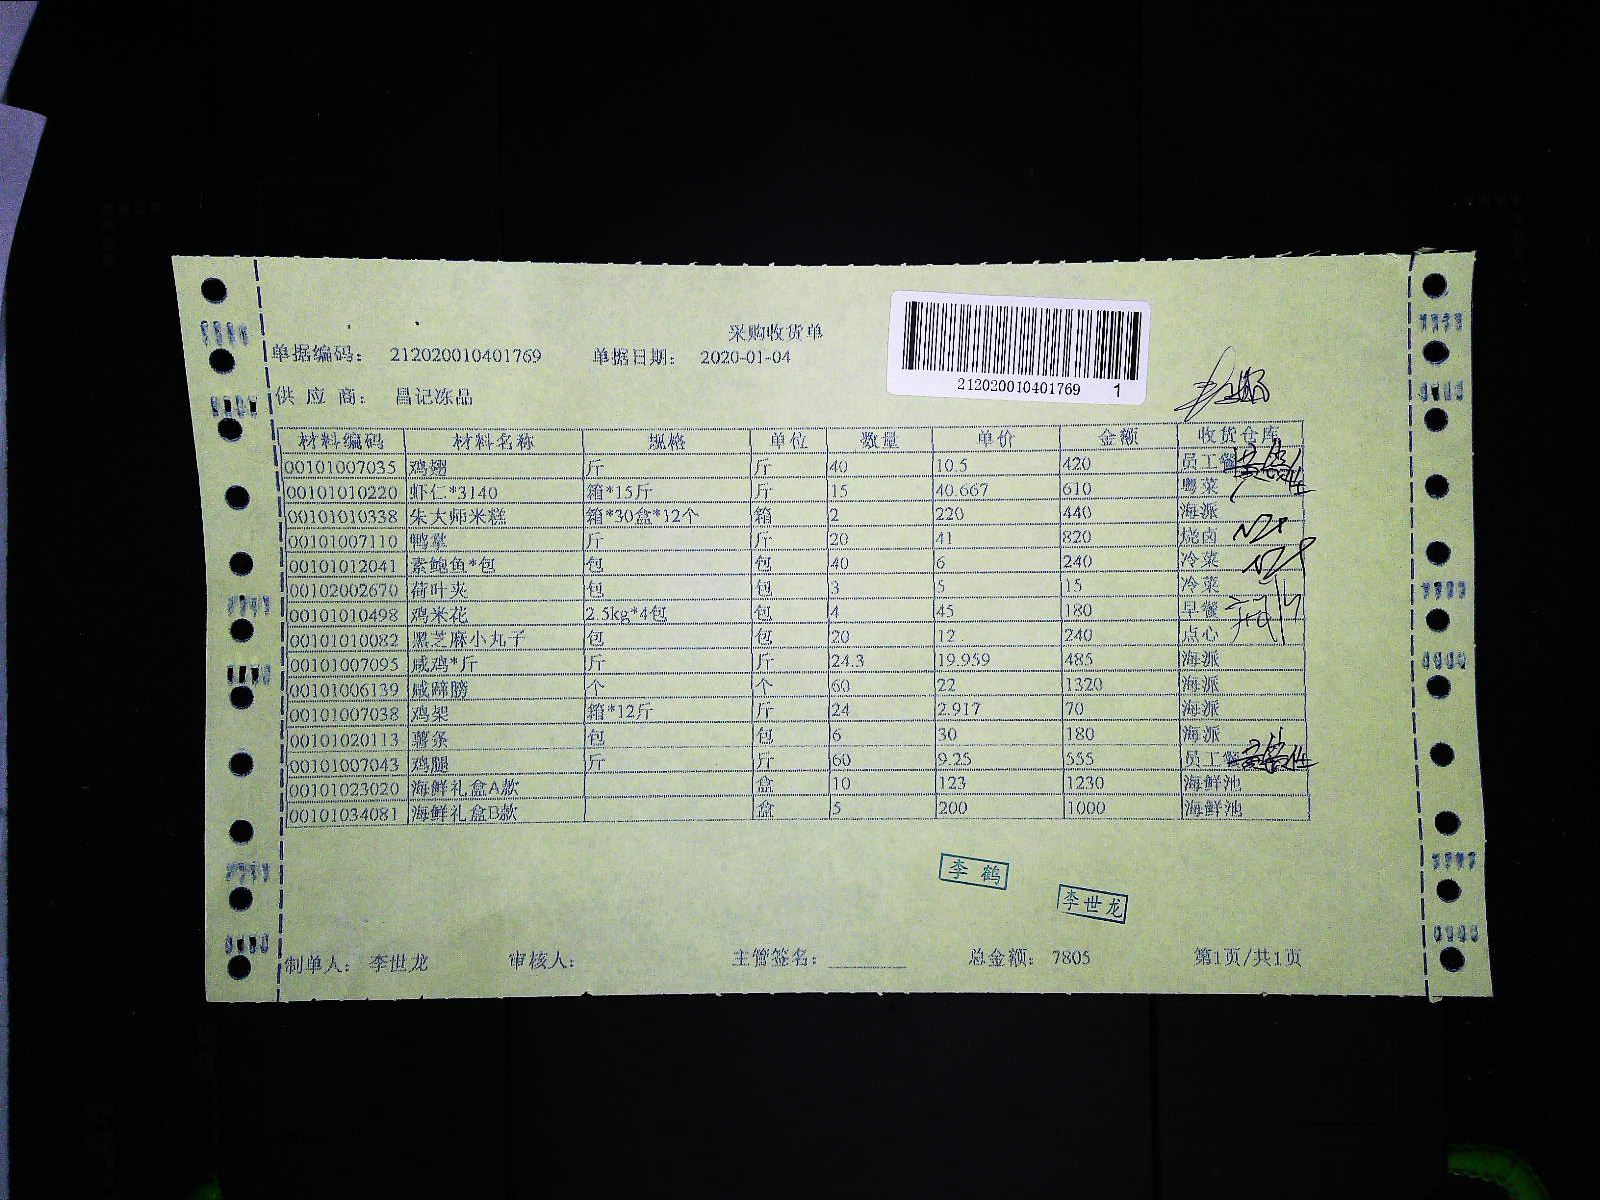 采购收货单
单据编码： 212020010401769 单据日期： 2020-01-04
212020010401769 1
供 应 商： 昌记冻品
材料编码 材料名称 规格 单位 数量 单价 金额 收货仓库
00101007035 鸡翅 斤 斤 40 10.5 420 员工餐
00101010220 虾仁*3140 箱*15斤 斤 15 40.667 610 粤菜
00101010338 朱大师米糕 箱*30盒*12个 箱 2 220 440 海派
00101007110 鸭掌 斤 斤 20 41 820 烧卤
00101012041 素鲍鱼*包 包 包 40 6 240 冷菜
00102002670 荷叶夹 包 包 3 5 15 冷菜
00101010498 鸡米花 2.5kg*4包 包 4 45 180 早餐
00101010082 黑芝麻小丸子 包 包 20 12 240 点心
00101007095 咸鸡*斤 斤 斤 24.3 19.959 485 海派
00101006139 咸蹄膀 个 个 60 22 1320 海派
00101007038 鸡架 箱*12斤 斤 24 2.917 70 海派
00101020113 薯条 包 包 6 30 180 海派
00101007043 鸡腿 斤 斤 60 9.25 555 员工餐
00101023020 海鲜礼盒A款 盒 10 123 1230 海鲜池
00101034081 海鲜礼盒B款 盒 5 200 1000 海鲜池
李鹤
李世龙
制单人： 李世龙 审核人： 主管签名： 总金额： 7805 第1页/共1页